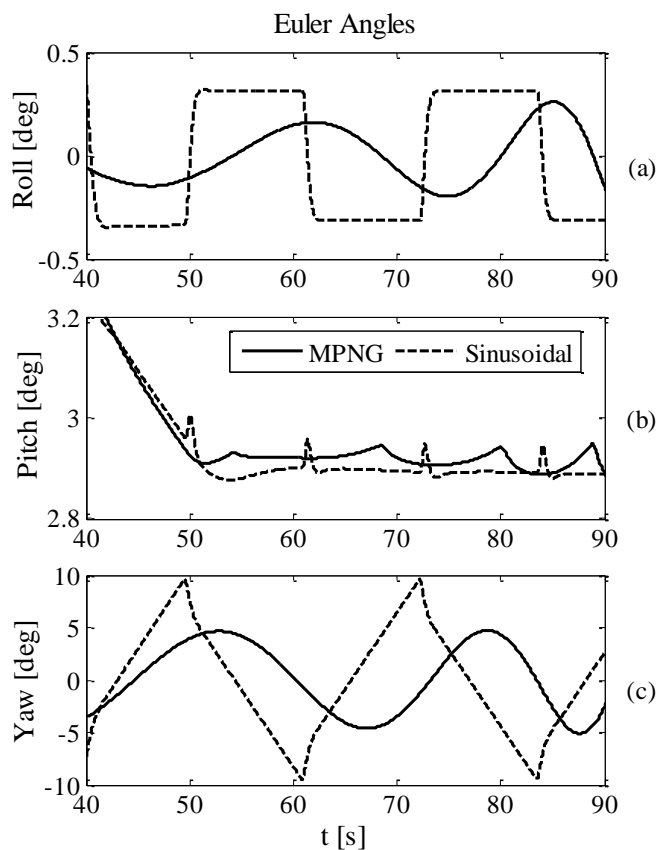 Euler Angles
0.5
0
-0.5
Roll [deg]
40 50 60 70 80 90
(a)
3.2
3
2.8
Pitch [deg]
MPNG Sinusoidal
40 50 60 70 80 90
(b)
10
5
0
-5
-10
Yaw [deg]
40 50 60 70 80 90
(c)
t [s]